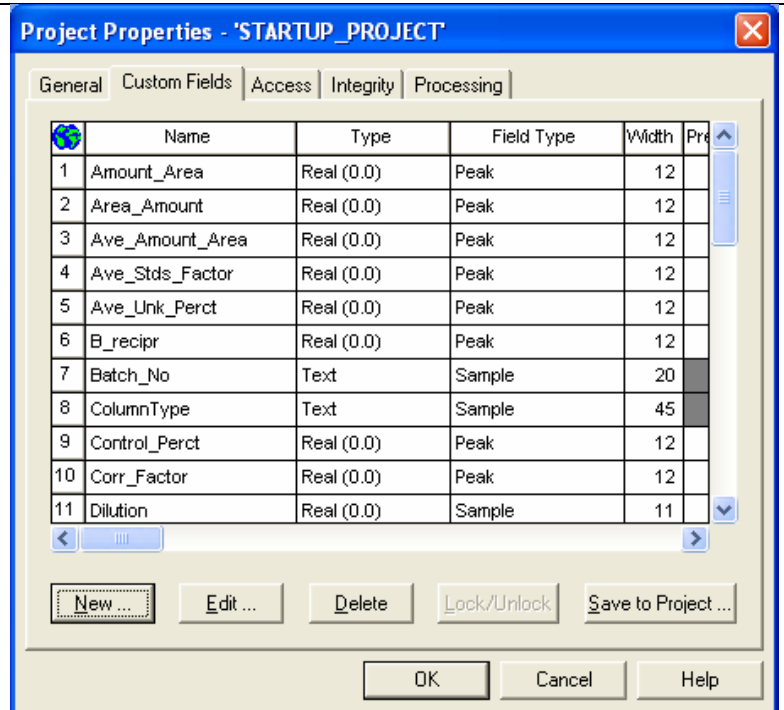 Project Properties - 'STARTUP_PROJECT'
General Custom Fields Access Integrity Processing
Name Type Field Type Width Pre
1 Amount_Area Real (0.0) Peak 12
2 Area_Amount Real (0.0) Peak 12
3 Ave_Amount_Area Real (0.0) Peak 12
4 Ave_Stds_Factor Real (0.0) Peak 12
5 Ave_Unk_Perct Real (0.0) Peak 12
6 B_recipr Real (0.0) Peak 12
7 Batch_No Text Sample 20
8 ColumnType Text Sample 45
9 Control_Perct Real (0.0) Peak 12
10 Corr_Factor Real (0.0) Peak 12
11 Dilution Real (0.0) Sample 11
New ... Edit ... Delete Lock/Unlock Save to Project ...
OK Cancel Help